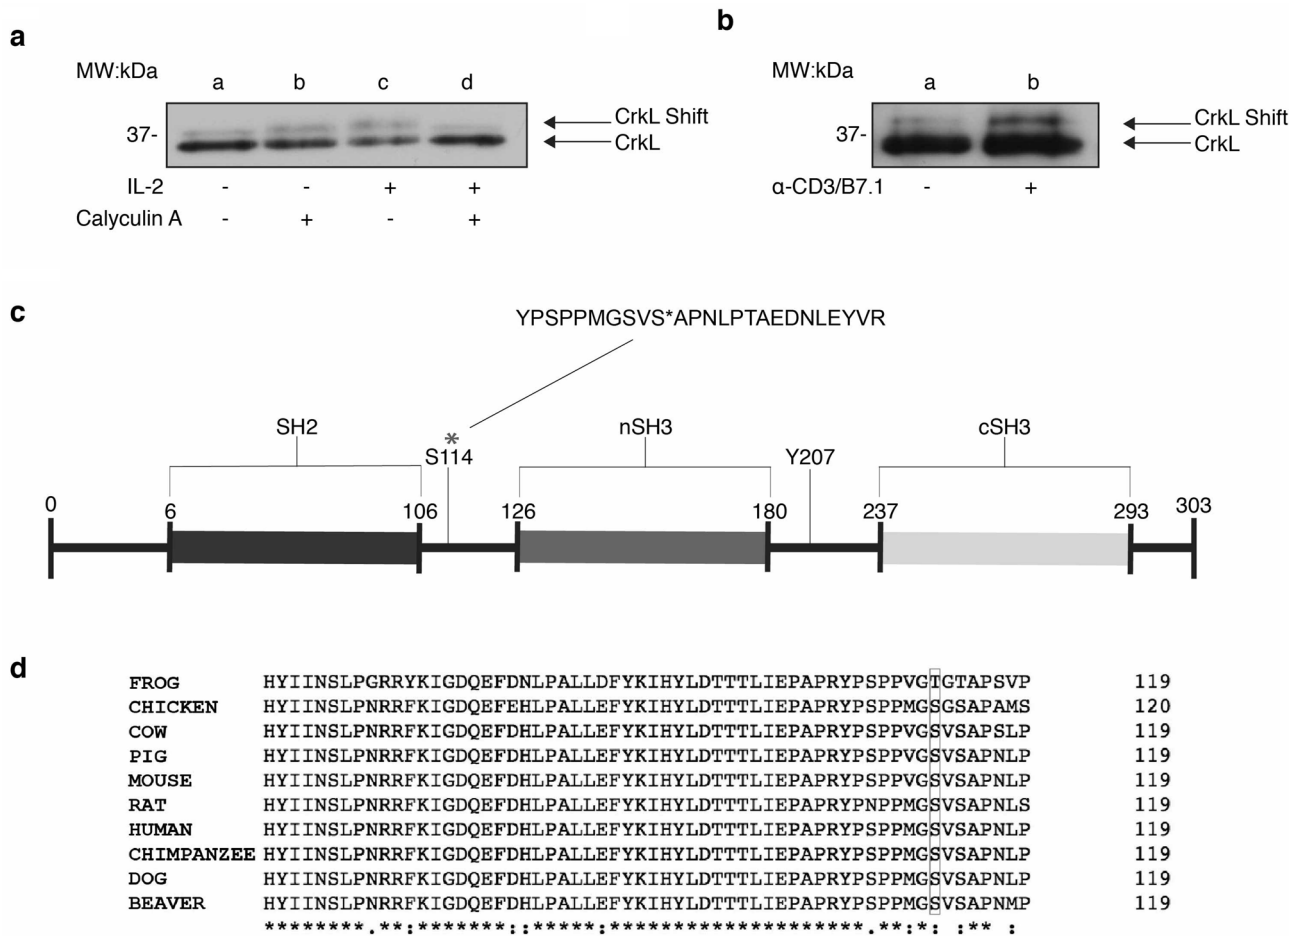 a
MW:kDa
a b c d
37-
CrkL Shift
CrkL
IL-2 - - + +
Calyculin A - + - +
b
MW:kDa
a b
37-
CrkL Shift
CrkL
α-CD3/B7.1 - +
c
YPSPPMGSVS*APNLPTAEDNLEYVR
SH2 nSH3 cSH3
*
S114 Y207
0 6 106 126 180 237 293 303
d
FROG HYIINSLPGRRYKIGDQEFDNLPALLDFYKIHYLDTTTLIEPAPRYPSPPVGTGTAPSVP 119
CHICKEN HYIINSLPNRRFKIGDQEFEHLPALLEFYKIHYLDTTTLIEPAPRYPSPPMGSGSAPAMS 120
COW HYIINSLPNRRFKIGDQEFDHLPALLEFYKIHYLDTTTLIEPAPRYPSPPVGSVSAPSLP 119
PIG HYIINSLPNRRFKIGDQEFDHLPALLEFYKIHYLDTTTLIEPAPRYPSPPVGSVSAPNLP 119
MOUSE HYIINSLPNRRFKIGDQEFDHLPALLEFYKIHYLDTTTLIEPAPRYPSPPVGSVSAPNLP 119
RAT HYIINSLPNRRFKIGDQEFDHLPALLEFYKIHYLDTTTLIEPAPRYPNPPMGSVSAPNLS 119
HUMAN HYIINSLPNRRFKIGDQEFDHLPALLEFYKIHYLDTTTLIEPAPRYPSPPMGSVSAPNLP 119
CHIMPANZEE HYIINSLPNRRFKIGDQEFDHLPALLEFYKIHYLDTTTLIEPAPRYPSPPMGSVSAPNLP 119
DOG HYIINSLPNRRFKIGDQEFDHLPALLEFYKIHYLDTTTLIEPAPRYPSPPMGSVSAPNLP 119
BEAVER HYIINSLPNRRFKIGDQEFDHLPALLEFYKIHYLDTTTLIEPAPRYPSPPMGSVSAPNMP 119
********.**:*******::*****:********************.**:*: :** :